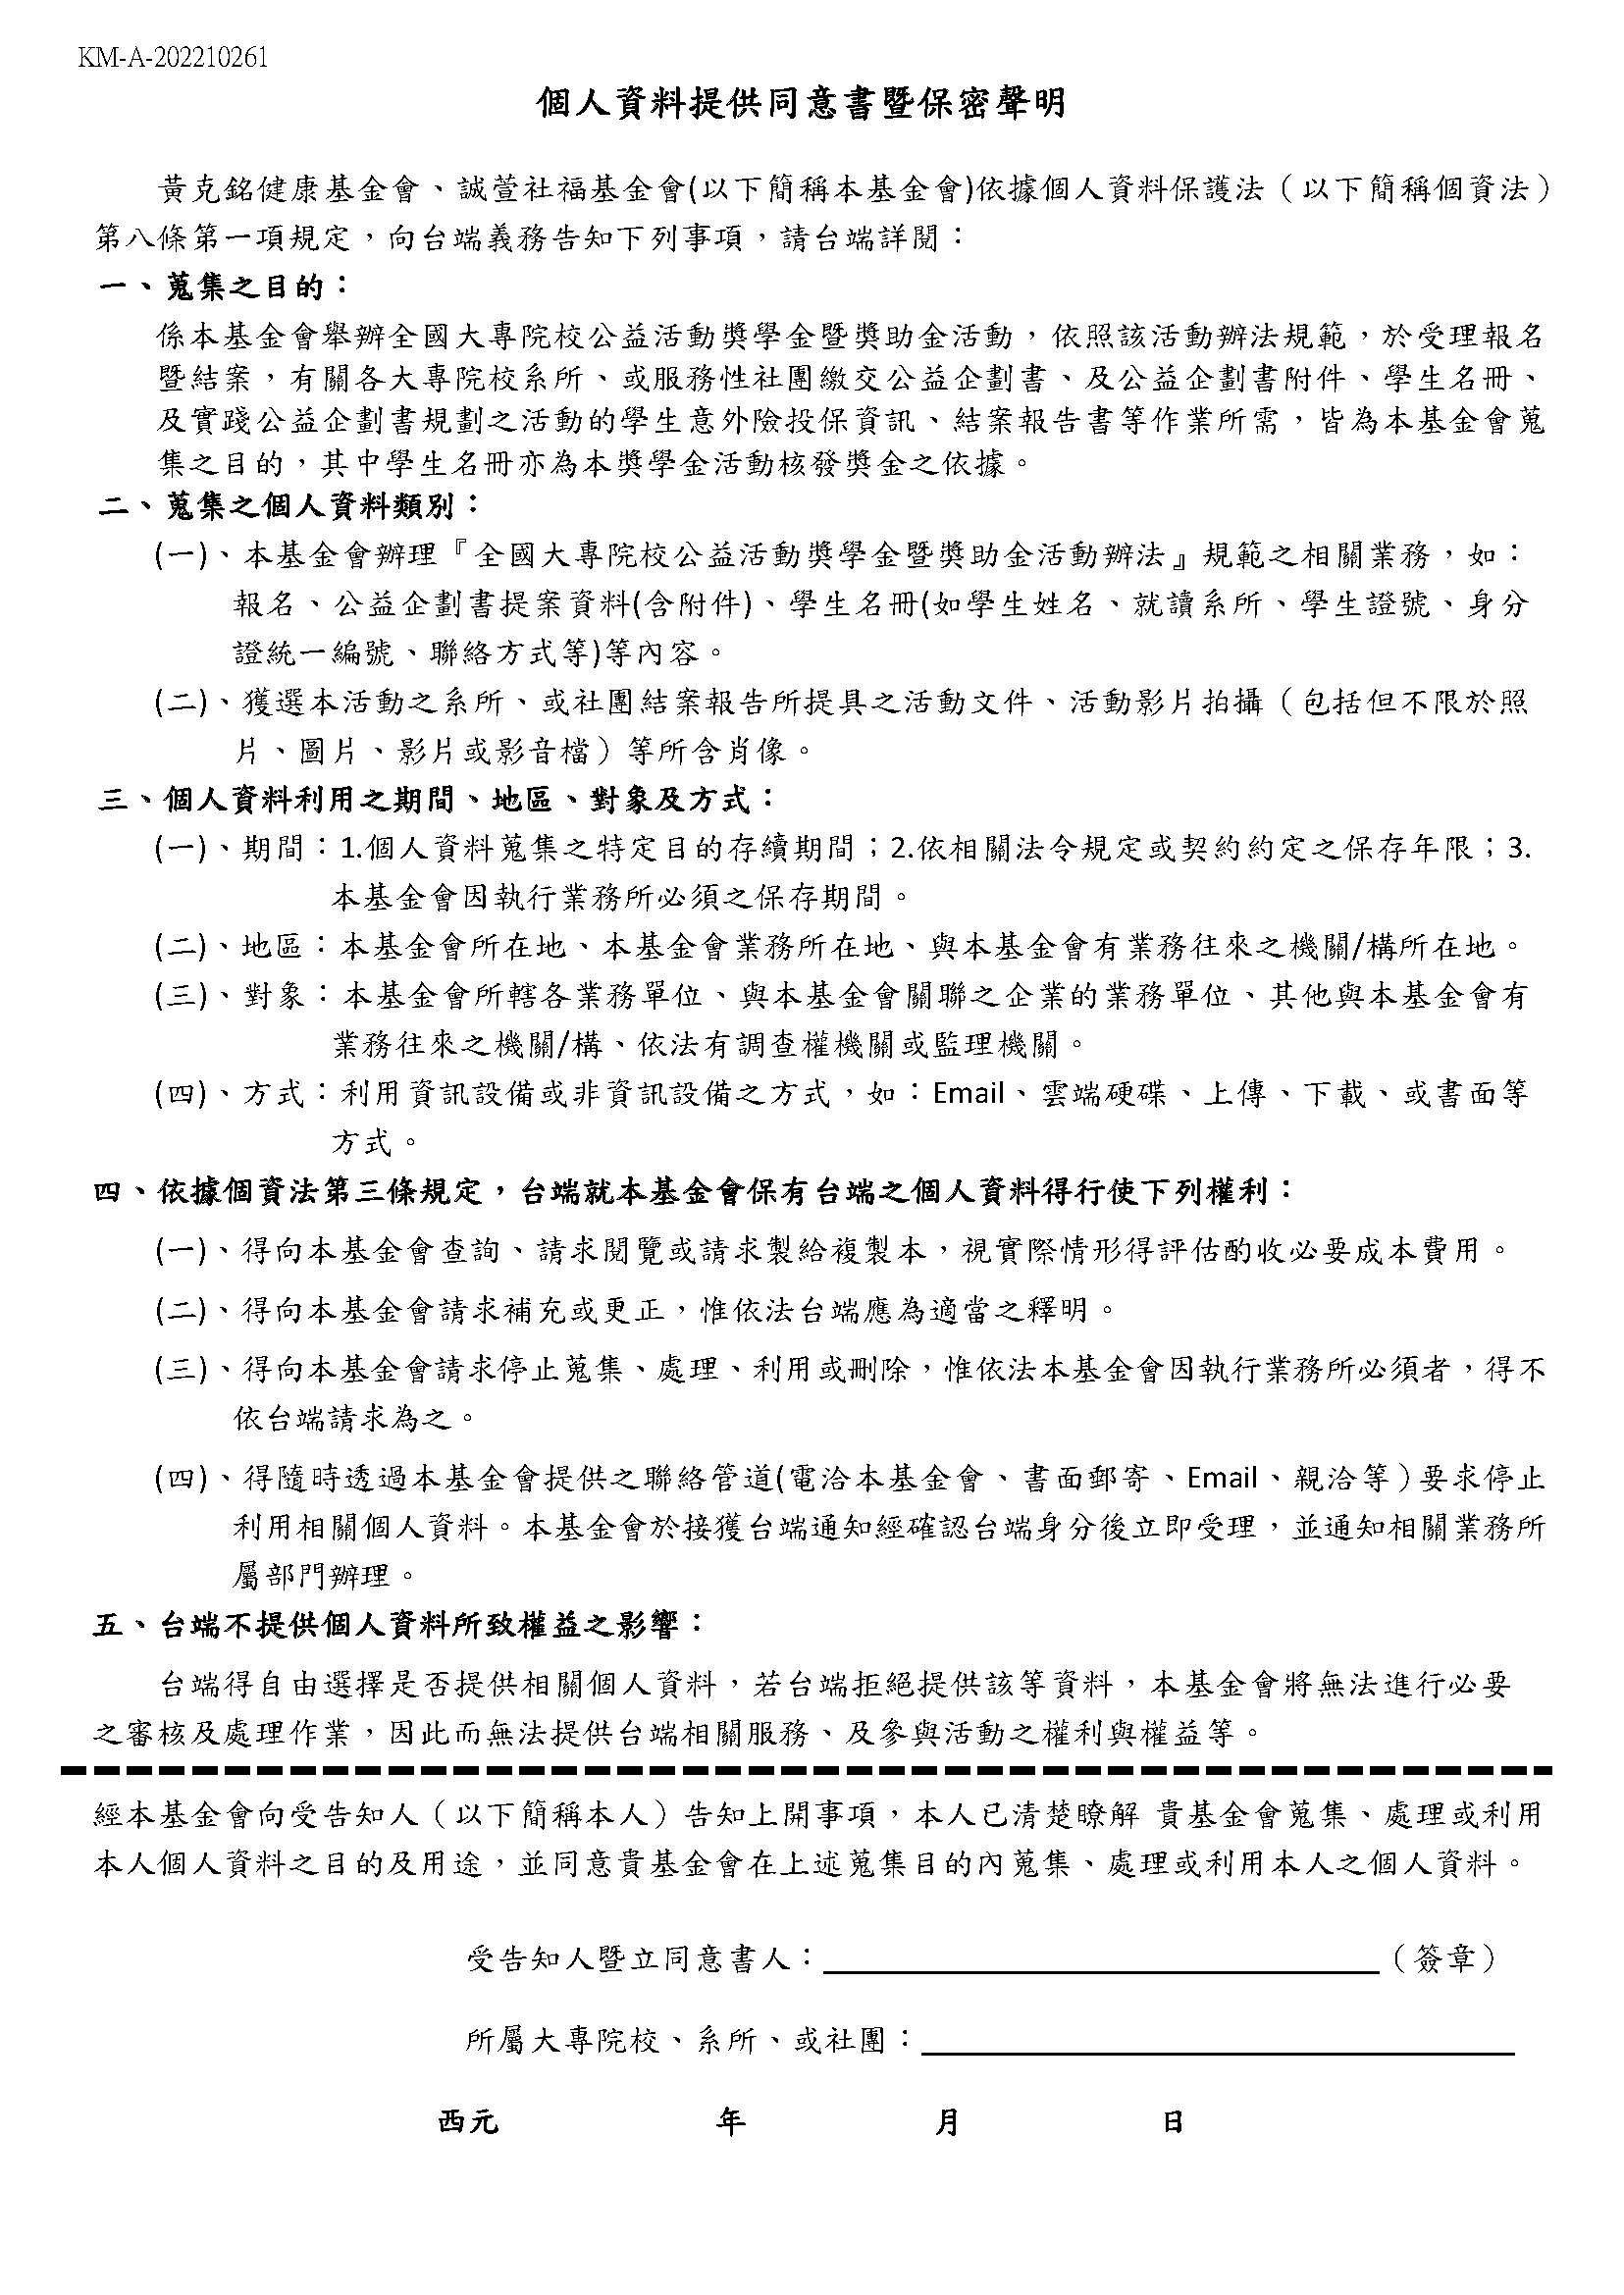 KM-A-202210261
個人資料提供同意書暨保密聲明
黃克銘健康基金會、誠萱社福基金會(以下簡稱本基金會)依據個人資料保護法（以下簡稱個資法）
第八條第一項規定，向台端義務告知下列事項，請台端詳閱：
一、蒐集之目的：
係本基金會舉辦全國大專院校公益活動獎學金暨獎助金活動，依照該活動辦法規範，於受理報名
暨結案，有關各大專院校系所、或服務性社團繳交公益企劃書、及公益企劃書附件、學生名冊、
及實踐公益企劃書規劃之活動的學生意外險投保資訊、結案報告書等作業所需，皆為本基金會蒐
集之目的，其中學生名冊亦為本獎學金活動核發獎金之依據。
二、蒐集之個人資料類別：
(一)、本基金會辦理『全國大專院校公益活動獎學金暨獎助金活動辦法』規範之相關業務，如：
報名、公益企劃書提案資料(含附件)、學生名冊(如學生姓名、就讀系所、學生證號、身分
證統一編號、聯絡方式等)等內容。
(二)、獲選本活動之系所、或社團結案報告所提具之活動文件、活動影片拍攝（包括但不限於照
片、圖片、影片或影音檔）等所含肖像。
三、個人資料利用之期間、地區、對象及方式：
(一)、期間：1.個人資料蒐集之特定目的存續期間；2.依相關法令規定或契約約定之保存年限；3.
本基金會因執行業務所必須之保存期間。
(二)、地區：本基金會所在地、本基金會業務所在地、與本基金會有業務往來之機關/構所在地。
(三)、對象：本基金會所轄各業務單位、與本基金會關聯之企業的業務單位、其他與本基金會有
業務往來之機關/構、依法有調查權機關或監理機關。
(四)、方式：利用資訊設備或非資訊設備之方式，如：Email、雲端硬碟、上傳、下載、或書面等
方式。
四、依據個資法第三條規定，台端就本基金會保有台端之個人資料得行使下列權利：
(一)、得向本基金會查詢、請求閱覽或請求製給複製本，視實際情形得評估酌收必要成本費用。
(二)、得向本基金會請求補充或更正，惟依法台端應為適當之釋明。
(三)、得向本基金會請求停止蒐集、處理、利用或刪除，惟依法本基金會因執行業務所必須者，得不
依台端請求為之。
(四)、得隨時透過本基金會提供之聯絡管道(電洽本基金會、書面郵寄、Email、親洽等）要求停止
利用相關個人資料。本基金會於接獲台端通知經確認台端身分後立即受理，並通知相關業務所
屬部門辦理。
五、台端不提供個人資料所致權益之影響：
台端得自由選擇是否提供相關個人資料，若台端拒絕提供該等資料，本基金會將無法進行必要
之審核及處理作業，因此而無法提供台端相關服務、及參與活動之權利與權益等。
經本基金會向受告知人（以下簡稱本人）告知上開事項，本人已清楚瞭解 貴基金會蒐集、處理或利用
本人個人資料之目的及用途，並同意貴基金會在上述蒐集目的內蒐集、處理或利用本人之個人資料。
受告知人暨立同意書人：（簽章）
所屬大專院校、系所、或社團：
西元 年 月 日